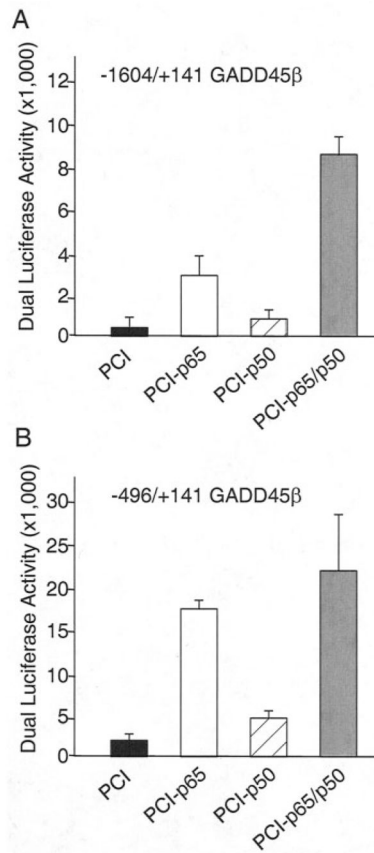 A
-1604/+141 GADD45β
Dual Luciferase Activity (x1,000)
12
10
8
6
4
2
0
PCI
PCI-p65
PCI-p50
PCI-p65/p50
B
-496/+141 GADD45β
Dual Luciferase Activity (x1,000)
30
20
15
10
5
0
PCI
PCI-p65
PCI-p50
PCI-p65/p50